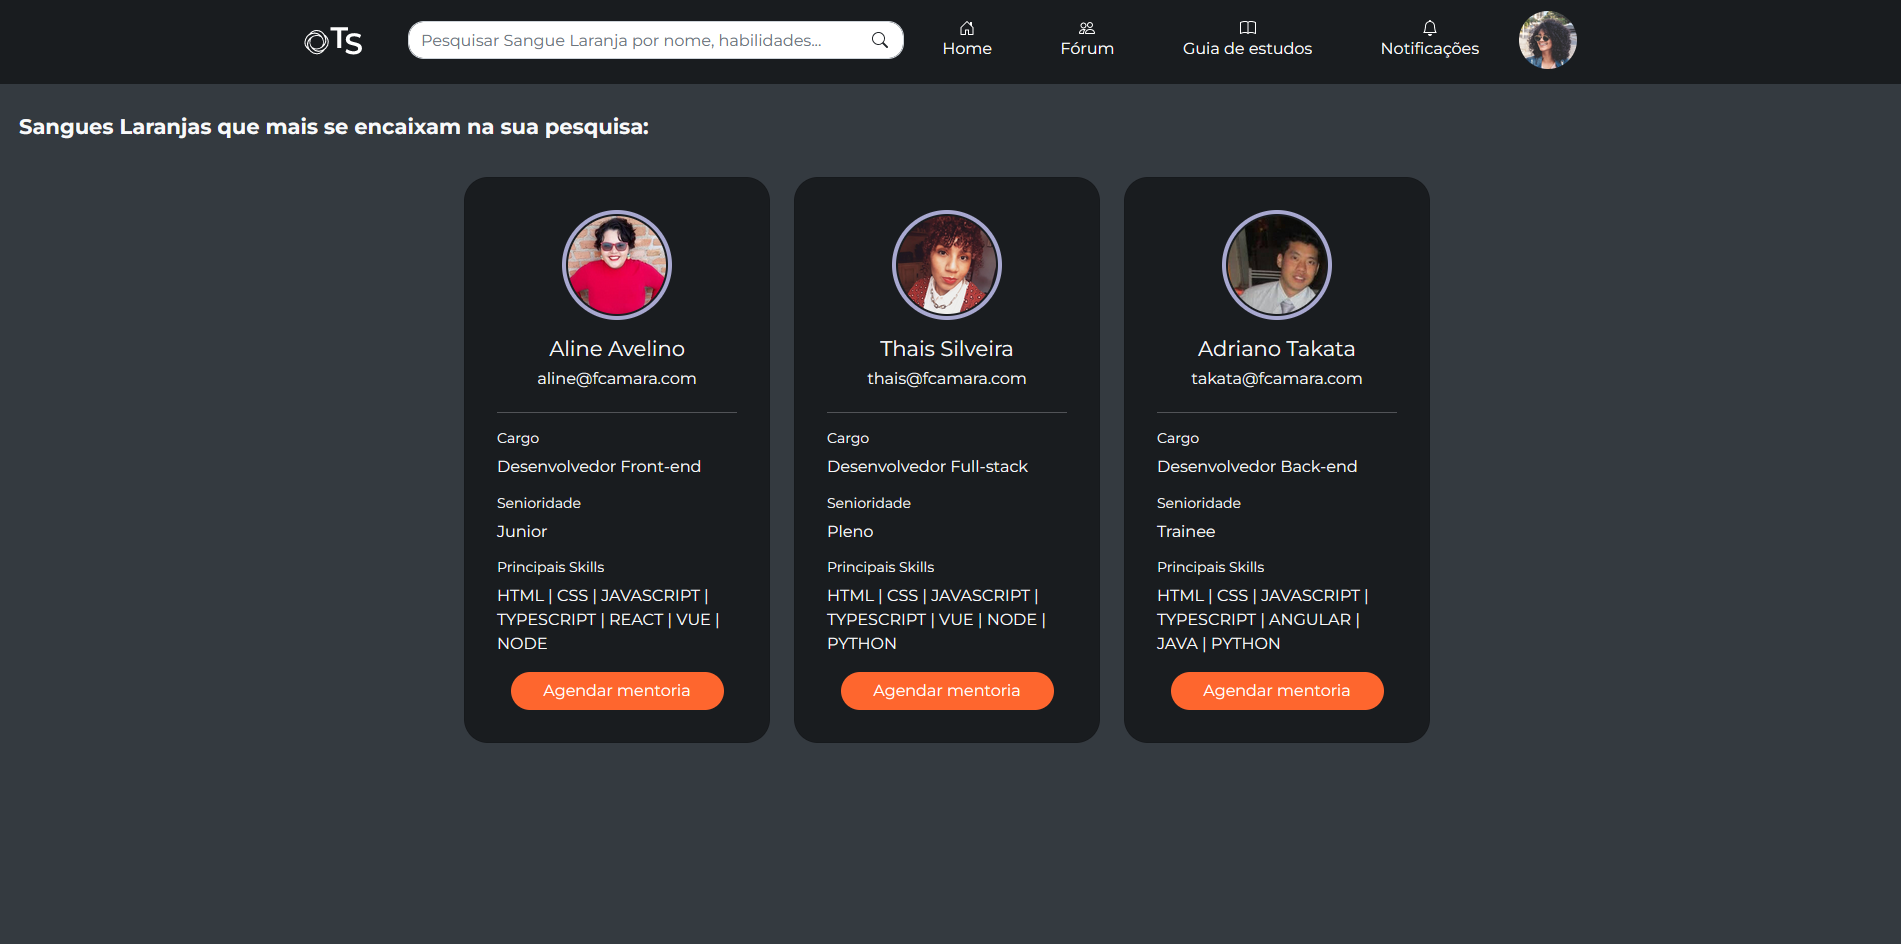 TS
Pesquisar Sangue Laranja por nome, habilidades...
Home
Fórum
Guia de estudos
Notificações
Sangues Laranjas que mais se encaixam na sua pesquisa:
Aline Avelino
aline@fcamara.com
Cargo
Desenvolvedor Front-end
Senioridade
Junior
Principais Skills
HTML | CSS | JAVASCRIPT |
TYPESCRIPT | REACT | VUE |
NODE
Agendar mentoria
Thais Silveira
thais@fcamara.com
Cargo
Desenvolvedor Full-stack
Senioridade
Pleno
Principais Skills
HTML | CSS | JAVASCRIPT |
TYPESCRIPT | VUE | NODE |
PYTHON
Agendar mentoria
Adriano Takata
takata@fcamara.com
Cargo
Desenvolvedor Back-end
Senioridade
Trainee
Principais Skills
HTML | CSS | JAVASCRIPT |
TYPESCRIPT | ANGULAR |
JAVA | PYTHON
Agendar mentoria